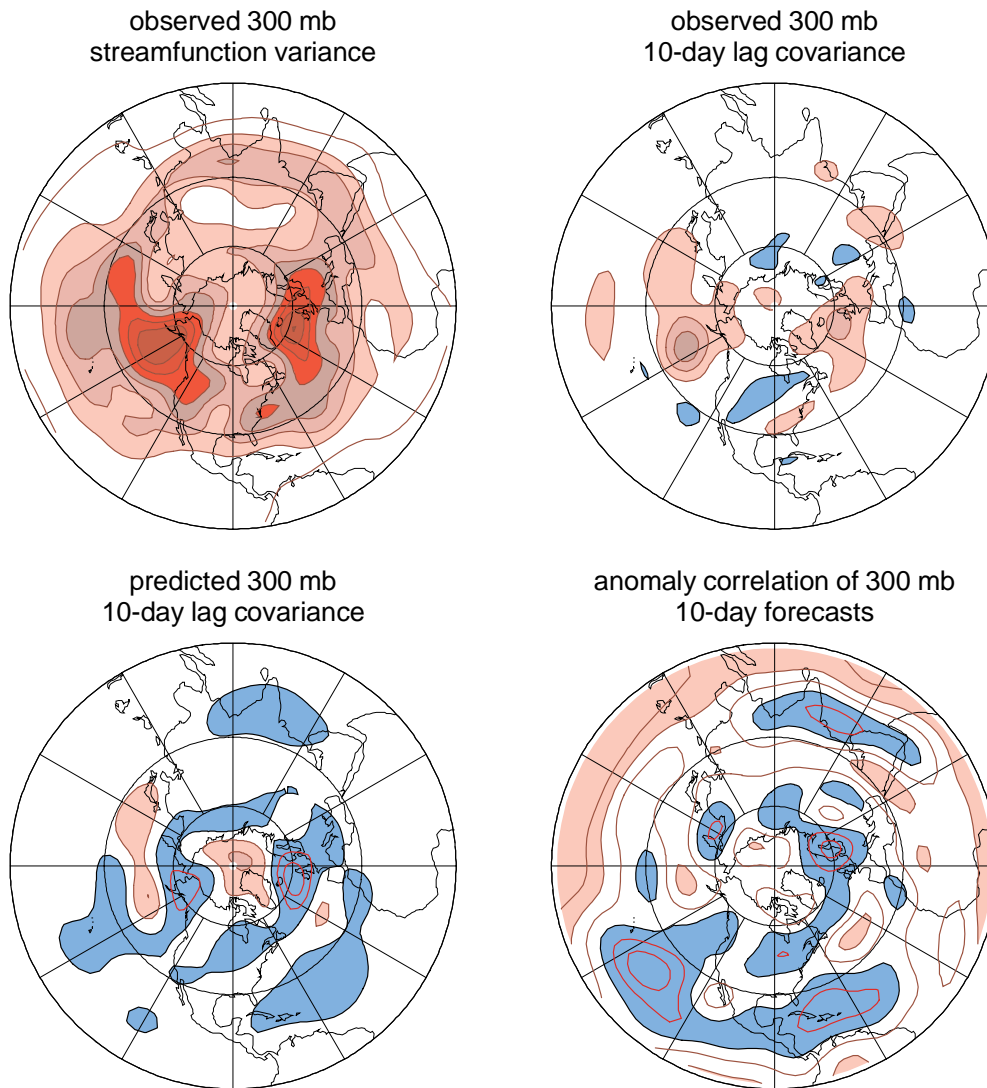 observed 300 mb
streamfunction variance
observed 300 mb
10-day lag covariance
predicted 300 mb
10-day lag covariance
anomaly correlation of 300 mb
10-day forecasts